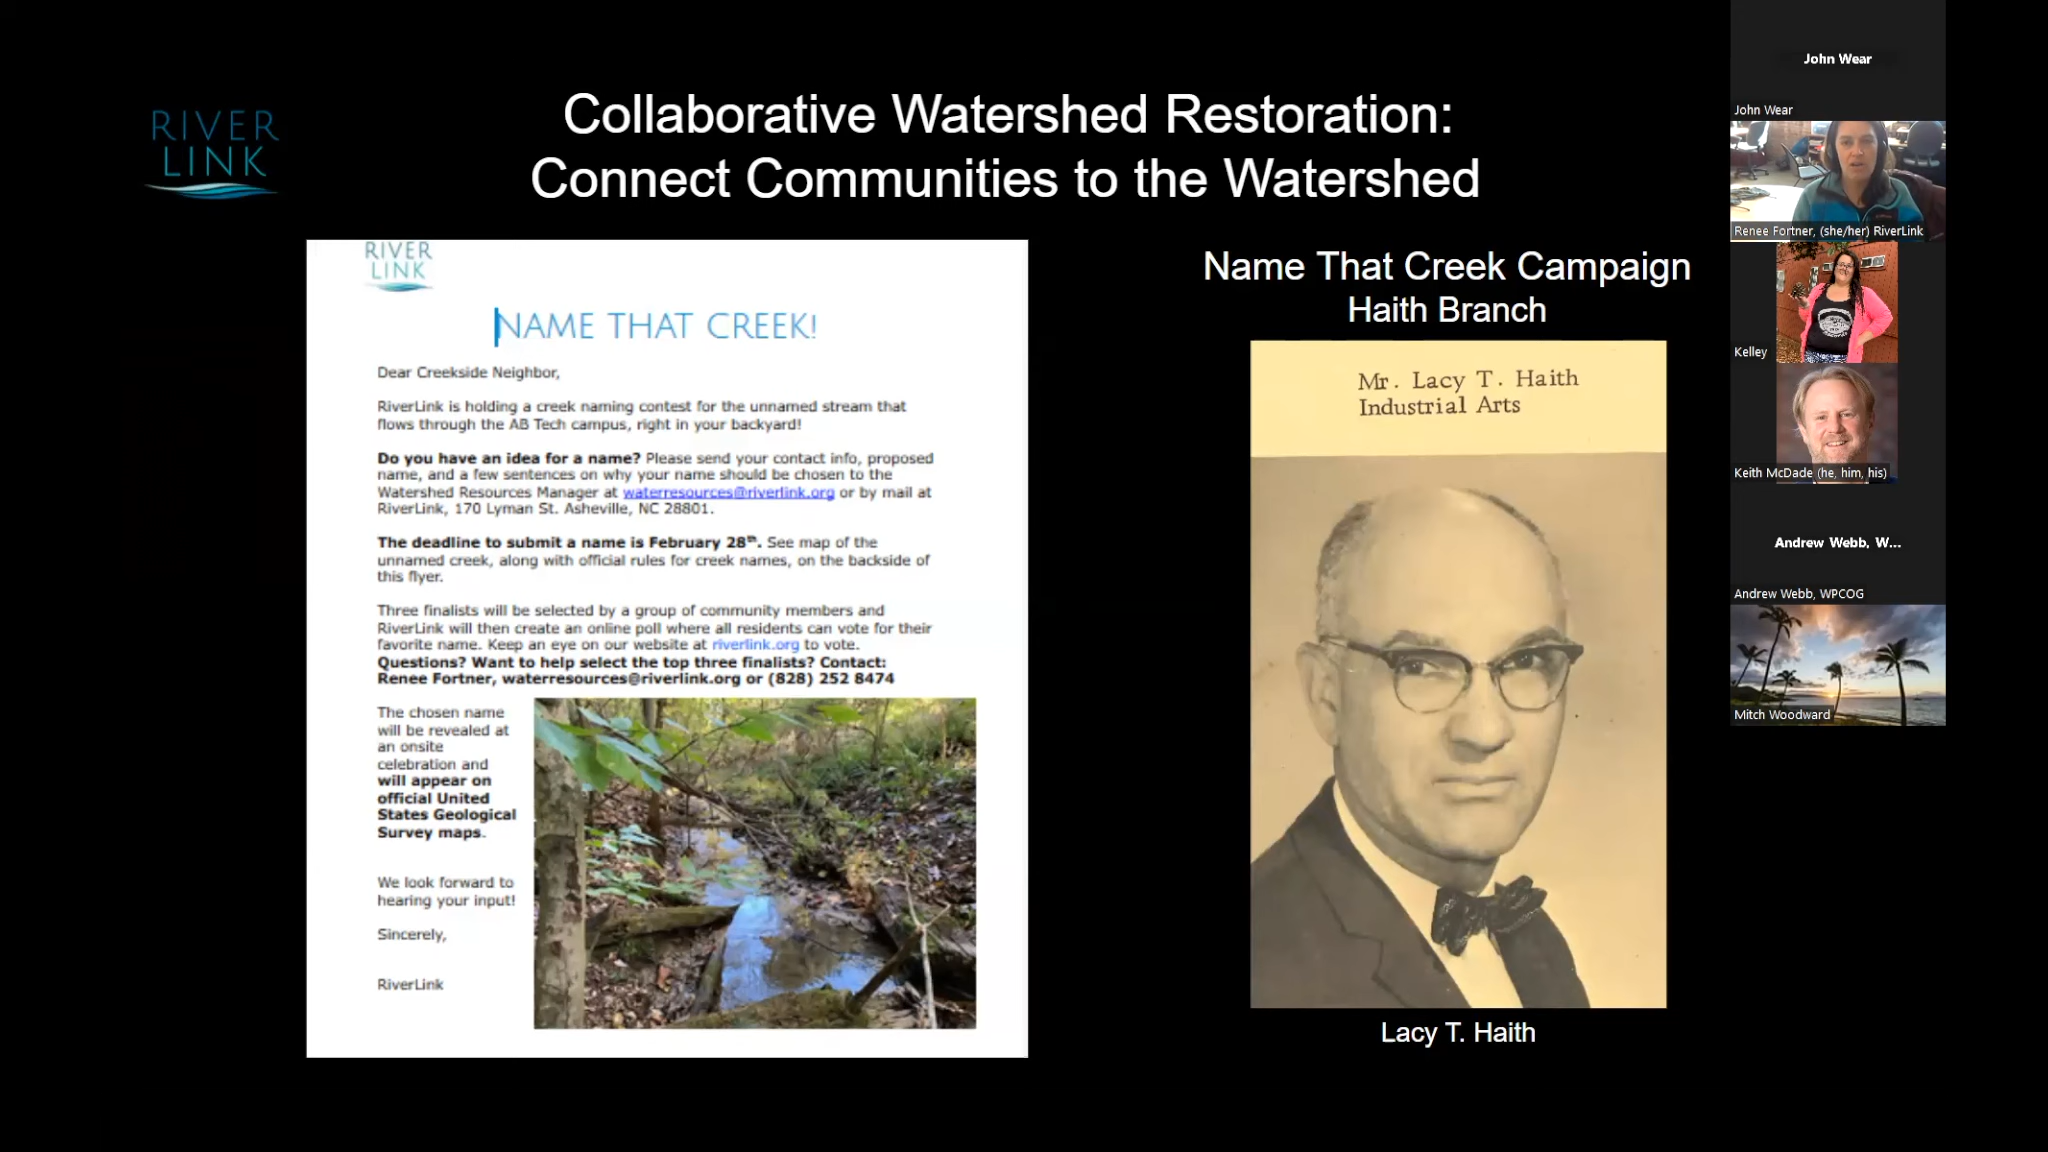 RIVER
LINK
Collaborative Watershed Restoration:
Connect Communities to the Watershed
RIVER
LINK
NAME THAT CREEK!
Dear Creekside Neighbor,
RiverLink is holding a creek naming contest for the unnamed stream that
flows through the AB Tech campus, right in your backyard!
Do you have an idea for a name? Please send your contact info, proposed
name, and a few sentences on why your name should be chosen to the
Watershed Resources Manager at waterresources@riverlink.org or by mail at
RiverLink, 170 Lyman St. Asheville, NC 28801.
The deadline to submit a name is February 28th. See map of the
unnamed creek, along with official rules for creek names, on the backside of
this flyer.
Three finalists will be selected by a group of community members and
RiverLink will then create an online poll where all residents can vote for their
favorite name. Keep an eye on our website at riverlink.org to vote.
Questions? Want to help select the top three finalists? Contact:
Renee Fortner, waterresources@riverlink.org or (828) 252 8474
The chosen name
will be revealed at
an onsite
celebration and
will appear on
official United
States Geological
Survey maps.
We look forward to
hearing your input!
Sincerely,
RiverLink
Name That Creek Campaign
Haith Branch
Mr. Lacy T. Haith
Industrial Arts
Lacy T. Haith
John Wear
John Wear
Renee Fortner, (she/her) RiverLink
Kelley
Keith McDade (he, him, his)
Andrew Webb, W...
Andrew Webb, WPCOG
Mitch Woodward